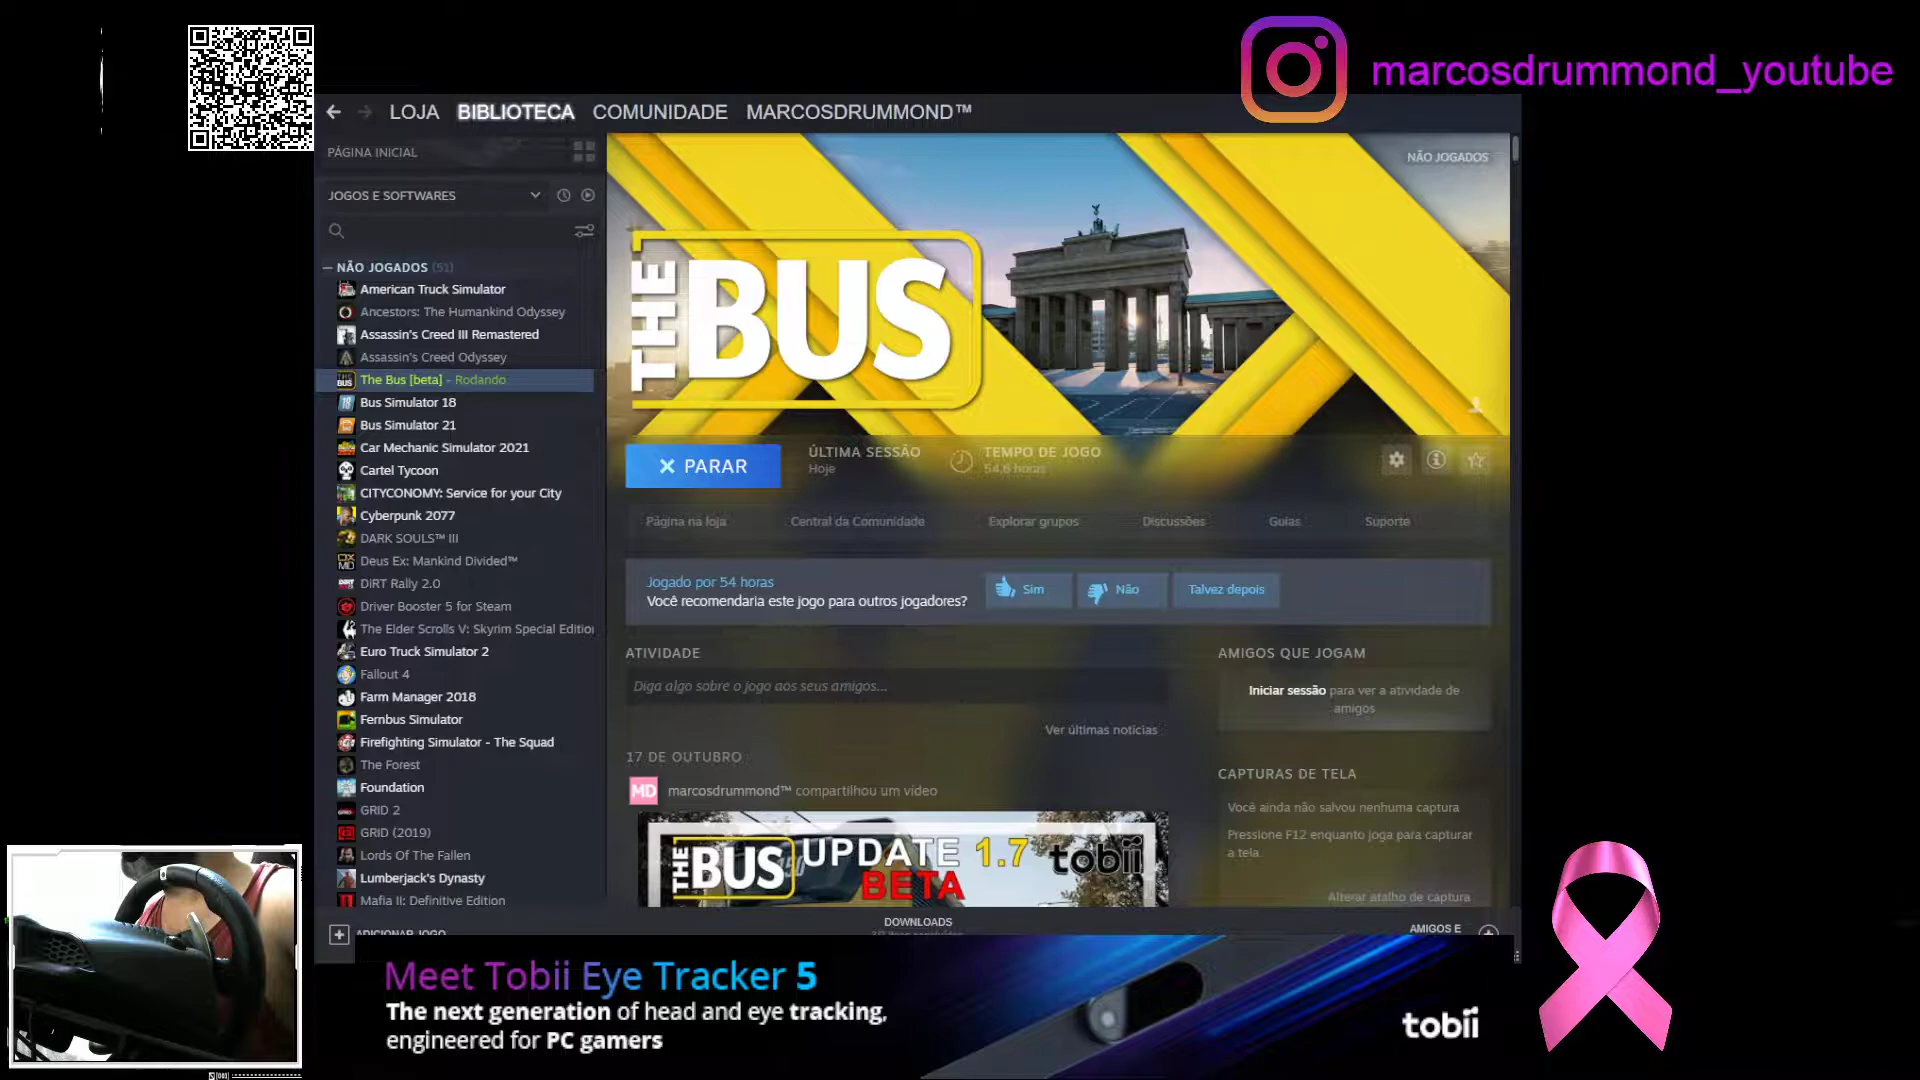 marcosdrummond_youtube
LOJA BIBLIOTECA COMUNIDADE MARCOSDRUMMOND™
PÁGINA INICIAL
JOGOS E SOFTWARES
NÃO JOGADOS (51)
American Truck Simulator
Ancestors: The Humankind Odyssey
Assassin's Creed III Remastered
Assassin's Creed Odyssey
The Bus [beta] - Rodando
Bus Simulator 18
Bus Simulator 21
Car Mechanic Simulator 2021
Cartel Tycoon
CITYCONOMY: Service for your City
Cyberpunk 2077
DARK SOULS™ III
Deus Ex: Mankind Divided™
DiRT Rally 2.0
Driver Booster 5 for Steam
The Elder Scrolls V: Skyrim Special Editio
Euro Truck Simulator 2
Fallout 4
Farm Manager 2018
Fernbus Simulator
Firefighting Simulator - The Squad
The Forest
Foundation
GRID 2
GRID (2019)
Lords Of The Fallen
Lumberjack's Dynasty
Mafia II: Definitive Edition
ADICIONAR JOGO
NÃO JOGADOS
THE BUS
PARAR
ÚLTIMA SESSÃO
Hoje
TEMPO DE JOGO
54,6 horas
Página na loja Central da Comunidade Explorar grupos Discussões Guias Suporte
Jogado por 54 horas
Você recomendaria este jogo para outros jogadores?
Sim Não Talvez depois
ATIVIDADE
Diga algo sobre o jogo aos seus amigos...
Ver últimas notícias
17 DE OUTUBRO
MD marcosdrummond™ compartilhou um vídeo
THE BUS UPDATE 1.7 tobii
BETA
AMIGOS QUE JOGAM
Iniciar sessão para ver a atividade de
amigos
CAPTURAS DE TELA
Você ainda não salvou nenhuma captura
Pressione F12 enquanto joga para capturar
a tela.
Alterar atalho de captura
DOWNLOADS
AMIGOS E
Meet Tobii Eye Tracker 5
The next generation of head and eye tracking,
engineered for PC gamers
tobii